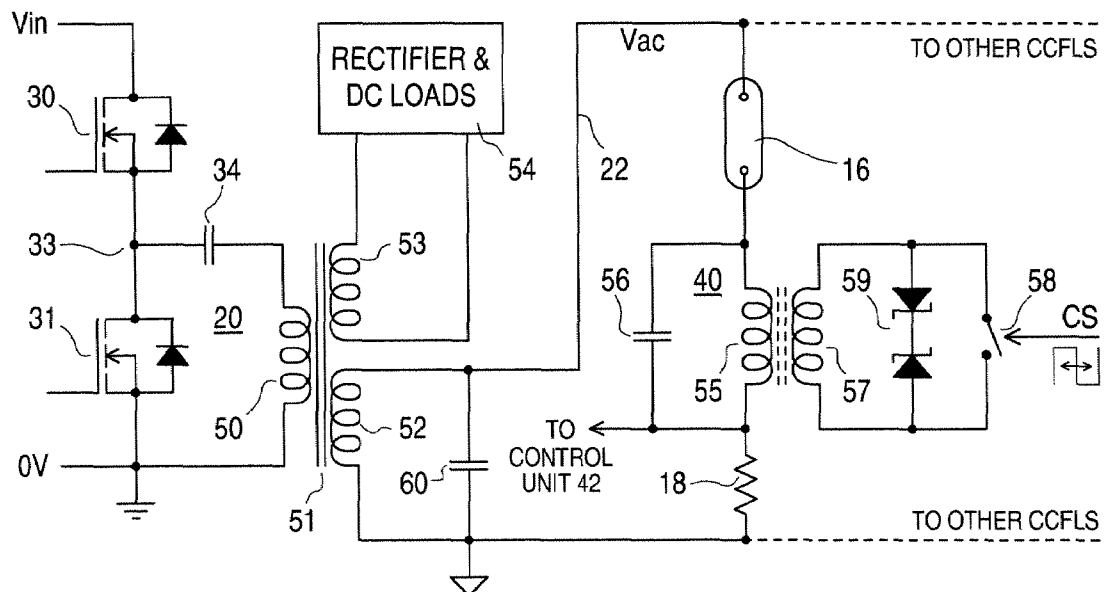 Vin
30
34
33
31
20
0V
50
51
RECTIFIER &
DC LOADS
54
53
52
60
Vac
22
TO OTHER CCFLS
16
56
40
55
57
59
58
CS
TO
CONTROL
UNIT 42
18
TO OTHER CCFLS